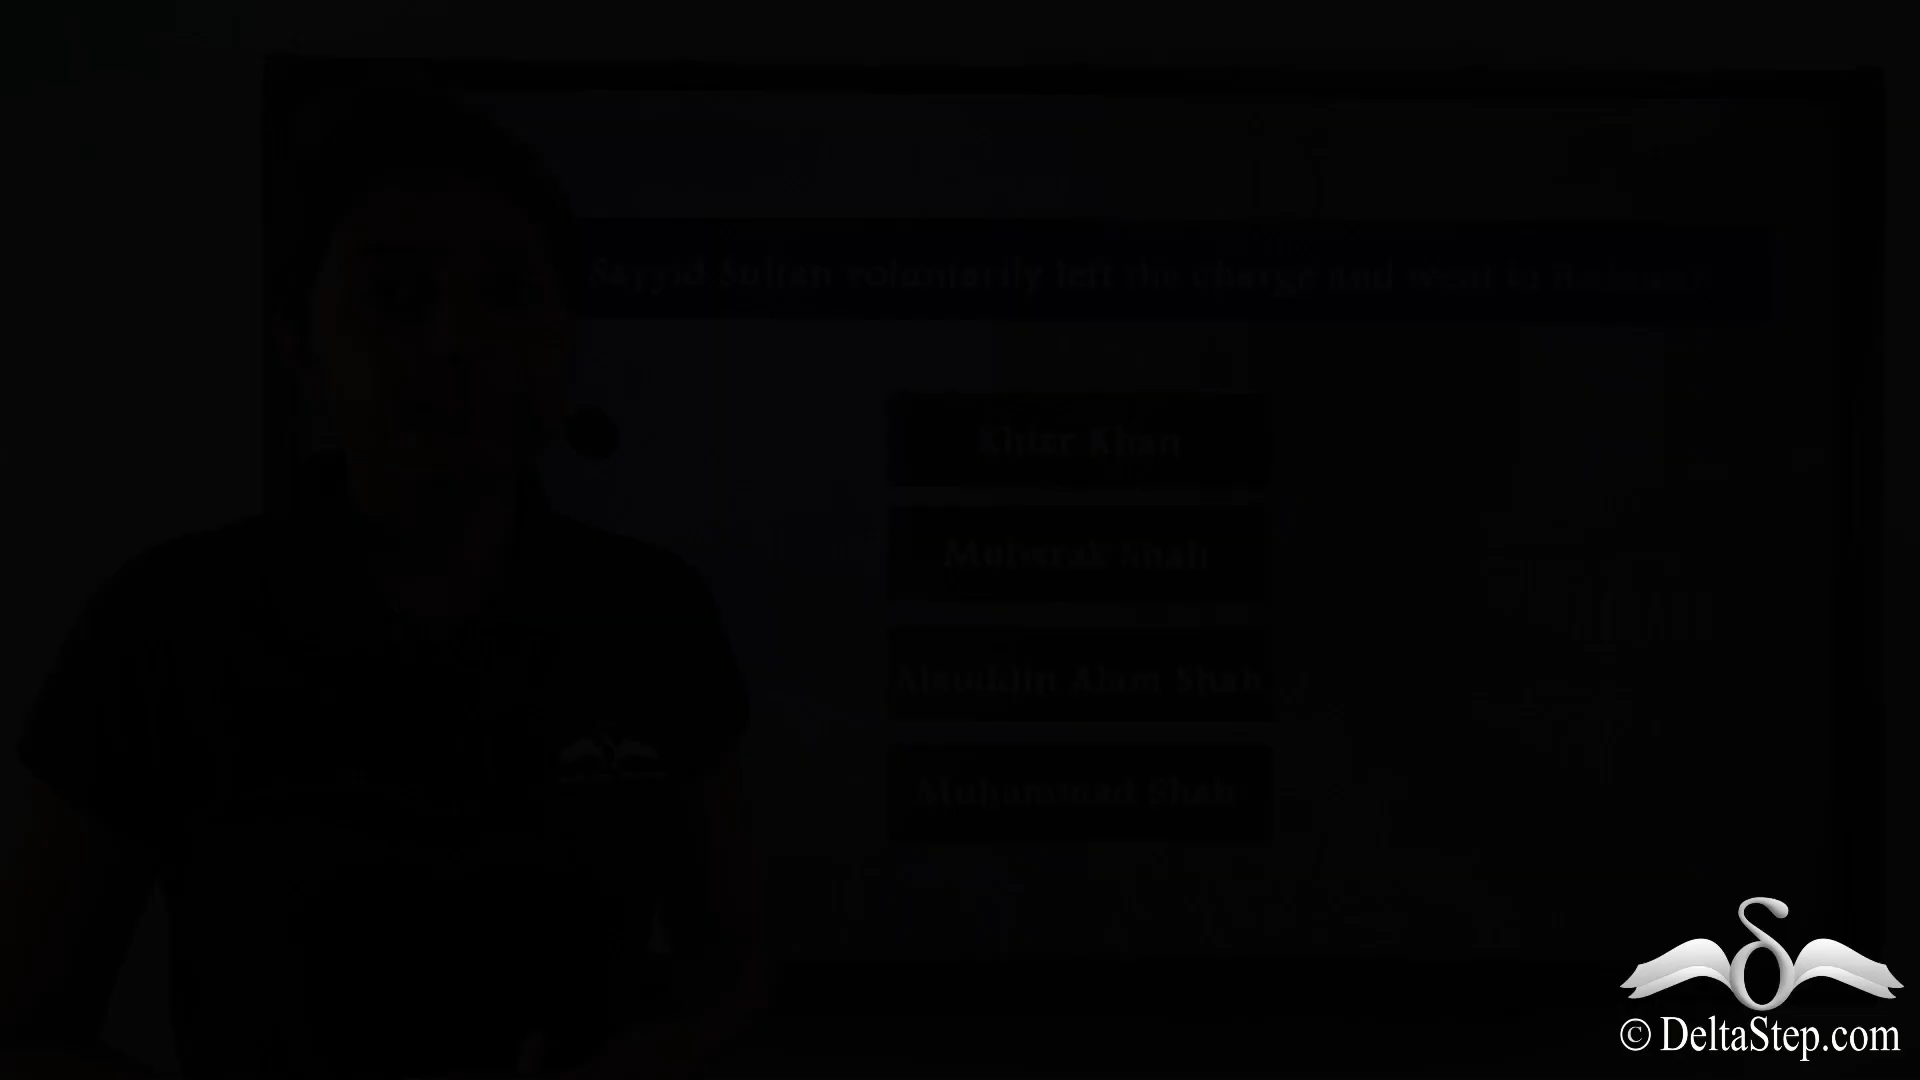 Sayyid Sultan voluntarily left the charge and went to Badaun?
Khizr Khan
Mubarak Shah
Alauddin Alam Shah
Muhammad Shah
© DeltaStep.com